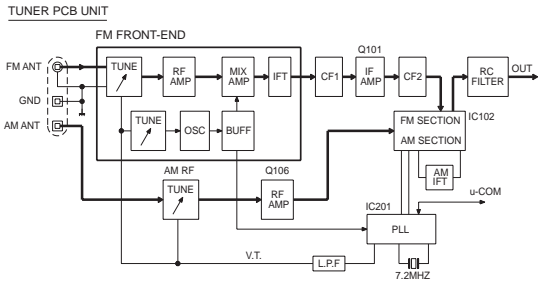 TUNER PCB UNIT
FM FRONT-END
FM ANT
GND
AM ANT
TUNE
RF
AMP
MIX
AMP
IFT
CF1
Q101
IF
AMP
CF2
RC
FILTER
OUT
TUNE
OSC
BUFF
FM SECTION
AM SECTION
IC102
AM
IFT
AM RF
TUNE
Q106
RF
AMP
IC201
PLL
u-COM
V.T.
L.P.F
7.2MHZ